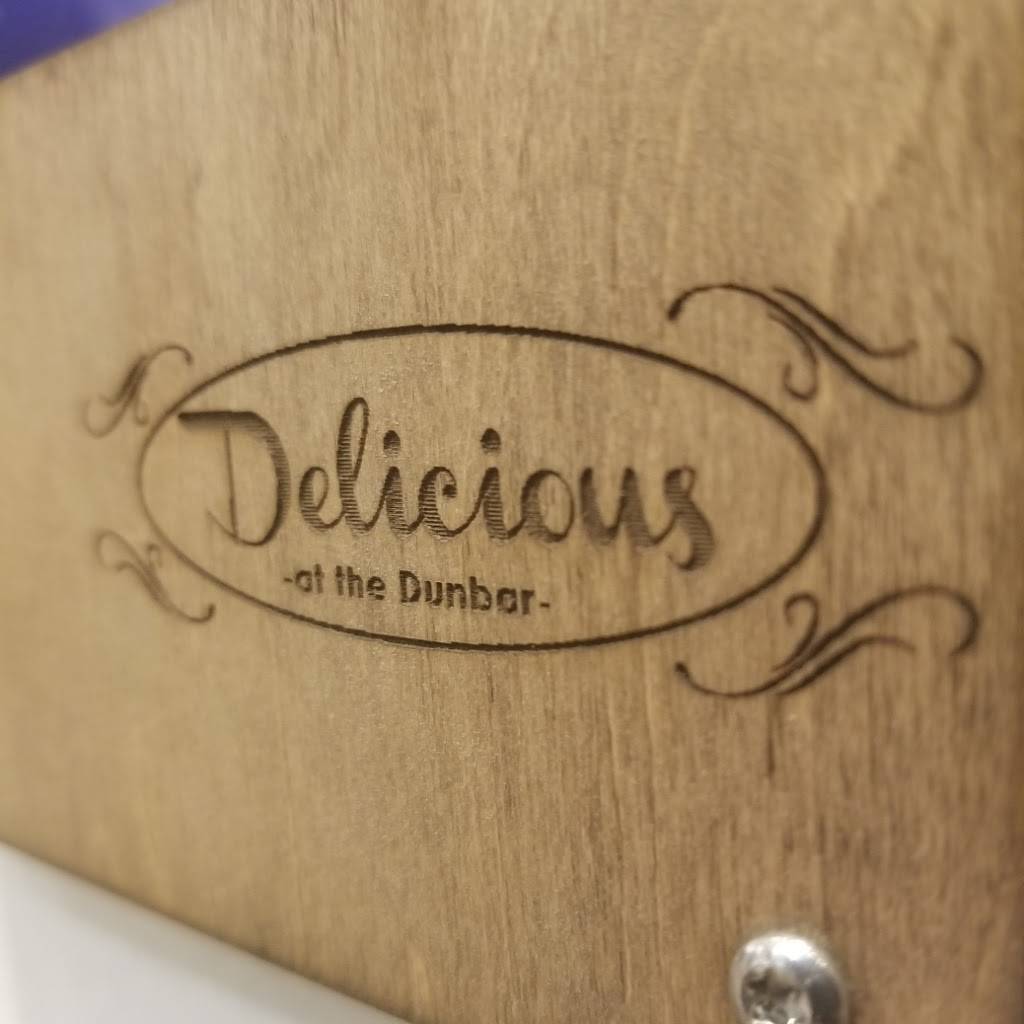 Delicious
-at the Dunbar-